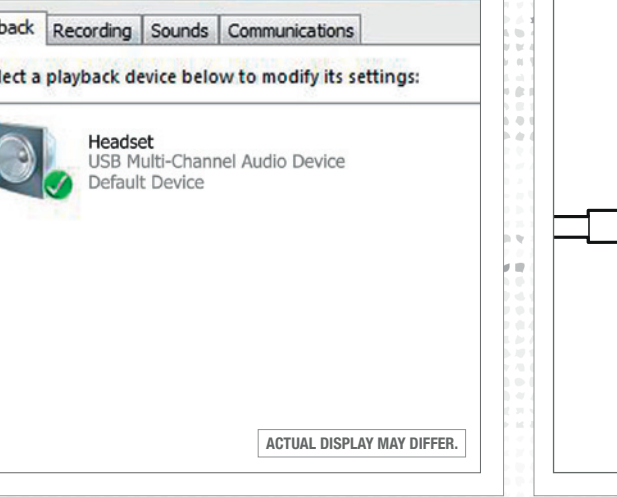 back Recording Sounds Communications
lect a playback device below to modify its settings:
Headset
USB Multi-Channel Audio Device
Default Device
ACTUAL DISPLAY MAY DIFFER.